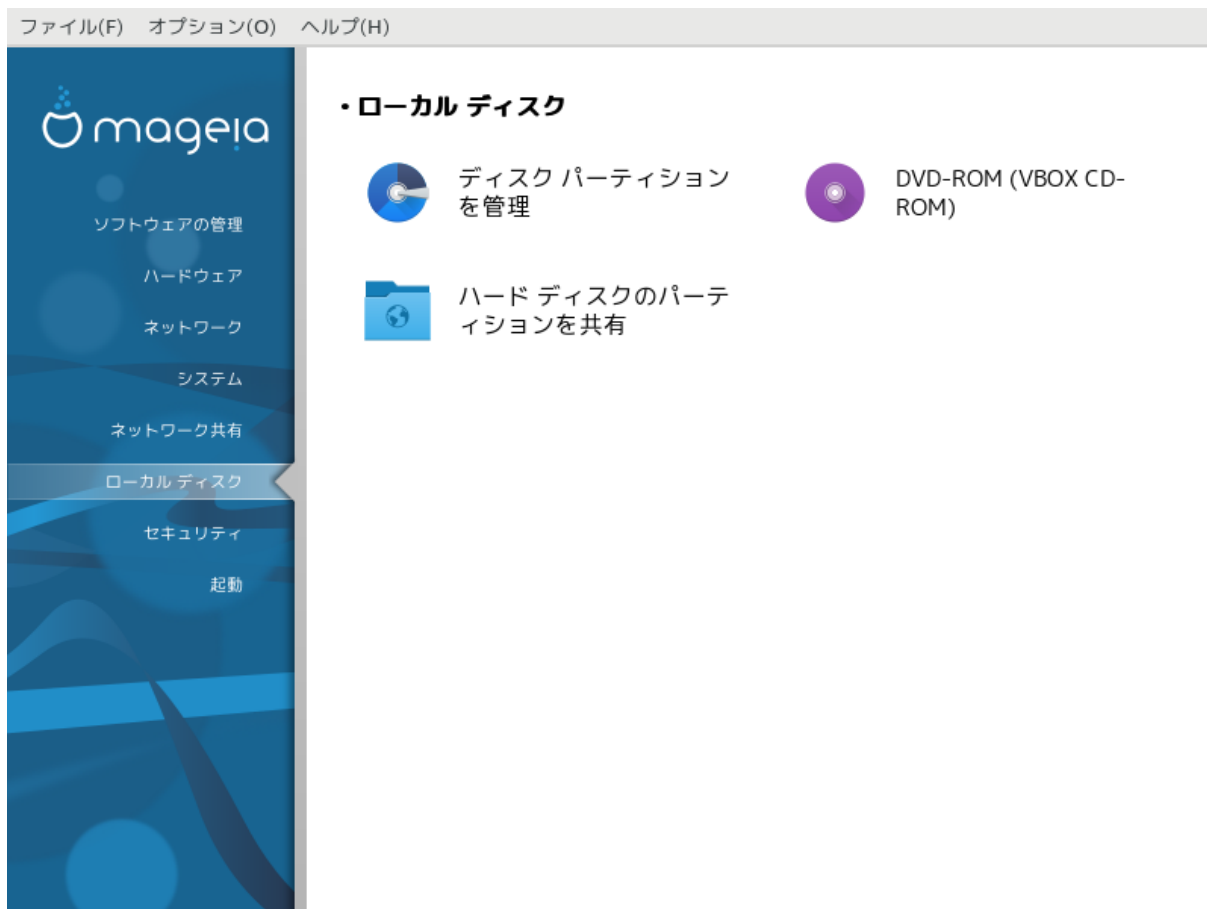 ファイル(F) オプション(O) ヘルプ(H)
mageia
ソフトウェアの管理
ハードウェア
ネットワーク
システム
ネットワーク共有
ローカル ディスク
セキュリティ
起動
・ローカル ディスク
ディスク パーティション
を管理
DVD-ROM (VBOX CD-
ROM)
ハード ディスクのパーテ
ィションを共有